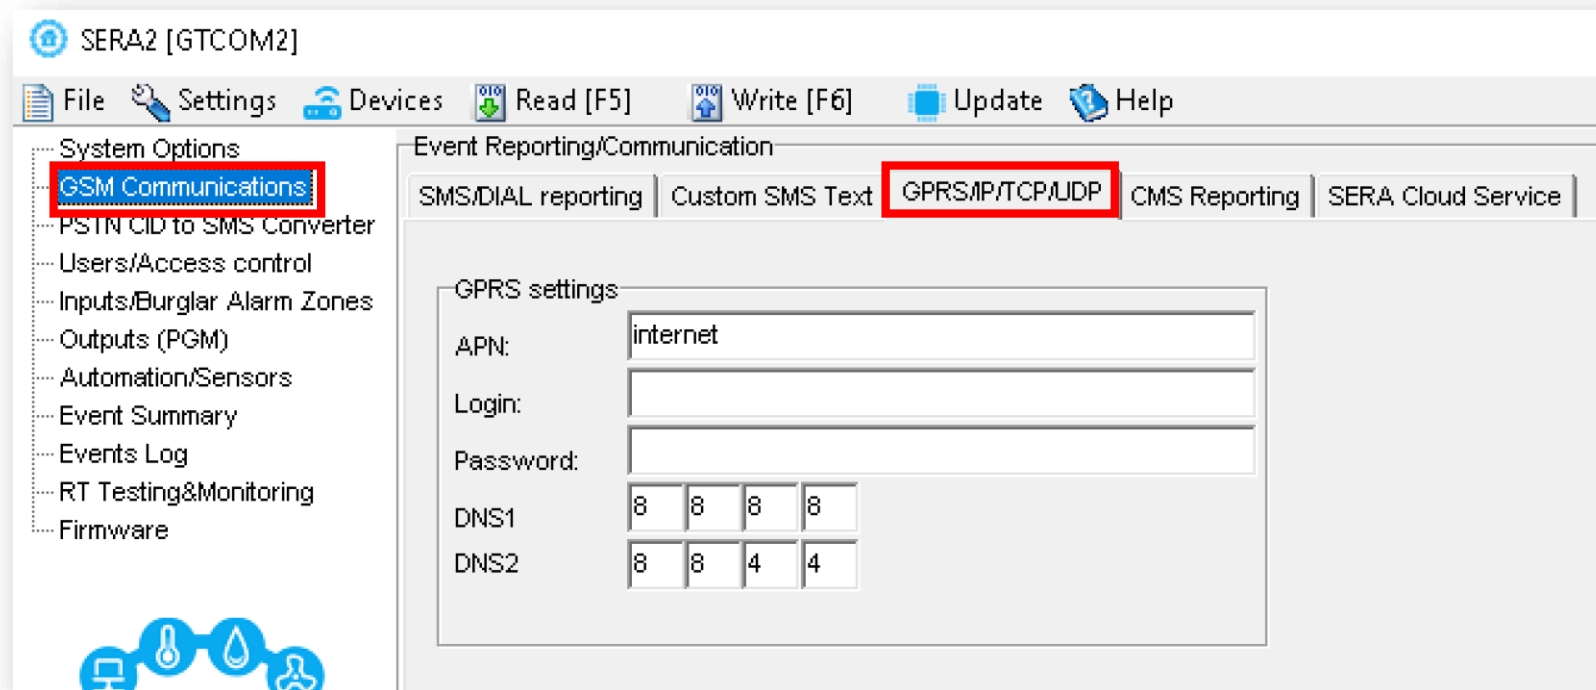 SERA2 [GTCOM2]
File Settings Devices Read [F5] Write [F6] Update Help
System Options
GSM Communications
PSTN CID to SMS Converter
Users/Access control
Inputs/Burglar Alarm Zones
Outputs (PGM)
Automation/Sensors
Event Summary
Events Log
RT Testing&Monitoring
Firmware
Event Reporting/Communication
SMS/DIAL reporting Custom SMS Text GPRS/IP/TCP/UDP CMS Reporting SERA Cloud Service
GPRS settings
APN: internet
Login:
Password:
DNS1 8 8 8 8
DNS2 8 8 4 4